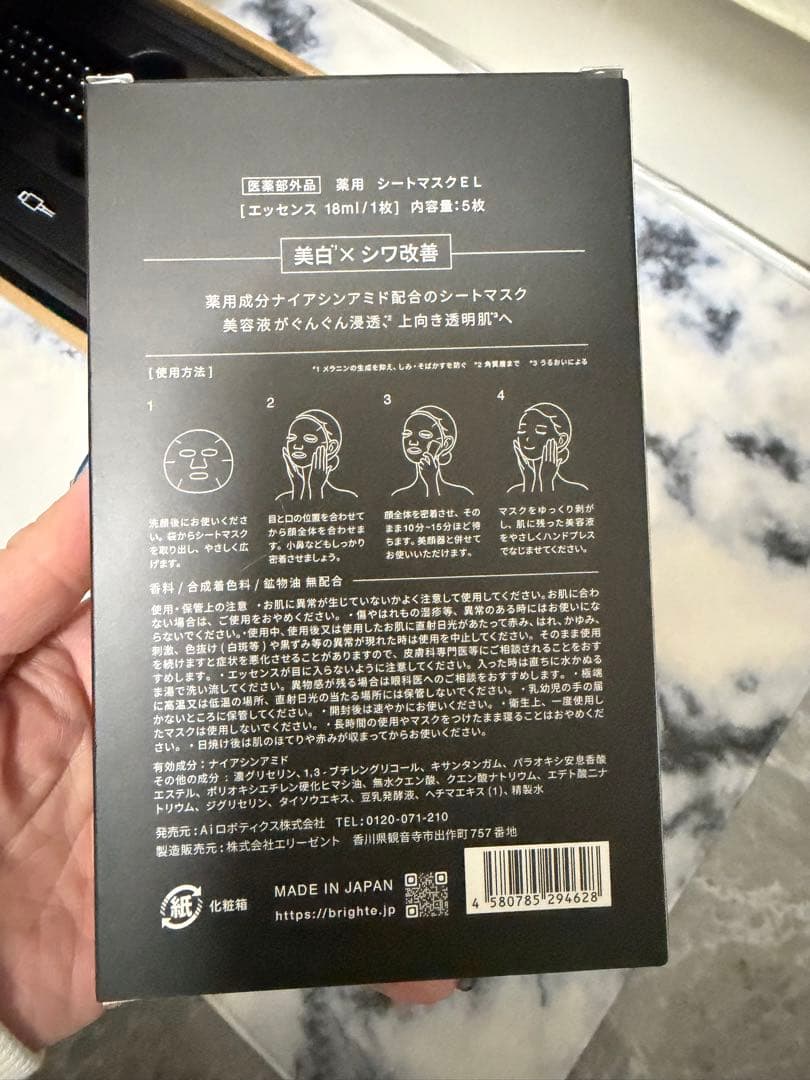 医薬部外品 薬用 シートマスクEL
[エッセンス 18ml/1枚] 内容量:5枚
美白*1 × シワ改善
薬用成分ナイアシンアミド配合のシートマスク
美容液がぐんぐん浸透、*2 上向き透明肌*3へ
[使用方法]
*1 メラニンの生成を抑え、しみ・そばかすを防ぐ *2 角質層まで *3 うるおいによる
1
洗顔後にお使いくださ
い。袋からシートマスク
を取り出し、やさしく広
げます。
2
目と口の位置を合わせて
から顔全体を合わせま
す。小鼻などもしっかり
密着させましょう。
3
顔全体を密着させ、その
まま10分~15分ほど待
ちます。美顔器と併せて
お使いいただけます。
4
マスクをゆっくり剥が
し、肌に残った美容液
をやさしくハンドプレス
でなじませてください。
香料/合成着色料/鉱物油 無配合
使用・保管上の注意 ・お肌に異常が生じていないかよく注意して使用してください。お肌に合わ
ない場合は、ご使用をおやめください。・傷やはれもの湿疹等、異常のある時にはお使いにな
らないでください。・使用中、使用後又は使用したお肌に直射日光があたって赤み、はれ、かゆみ、
刺激、色抜け(白斑等)や黒ずみ等の異常が現れた時は使用を中止してください。そのまま使用
を続けますと症状を悪化させることがありますので、皮膚科専門医等にご相談されることをおす
すめします。・エッセンスが目に入らないように注意してください。入った時は直ちに水かぬる
ま湯で洗い流してください。異物感が残る場合は眼科医へのご相談をおすすめします。・極端
に高温又は低温の場所、直射日光の当たる場所には保管しないでください。・乳幼児の手の届
かないところに保管してください。・開封後は速やかにお使いください。・衛生上、一度使用し
たマスクは使用しないでください。・長時間の使用やマスクをつけたまま寝ることはおやめくだ
さい。・日焼け後は肌のほてりや赤みが収まってからお使いください。
有効成分:ナイアシンアミド
その他の成分:濃グリセリン、1,3-ブチレングリコール、キサンタンガム、パラオキシ安息香酸
エステル、ポリオキシエチレン硬化ヒマシ油、無水クエン酸、クエン酸ナトリウム、エデト酸二ナ
トリウム、ジグリセリン、タイソウエキス、豆乳発酵液、ヘチマエキス(1)、精製水
発売元:Aiロボティクス株式会社 TEL:0120-071-210
製造販売元:株式会社エリーゼント 香川県観音寺市出作町757番地
紙 化粧箱
MADE IN JAPAN
https://brighte.jp
4 580785 294628